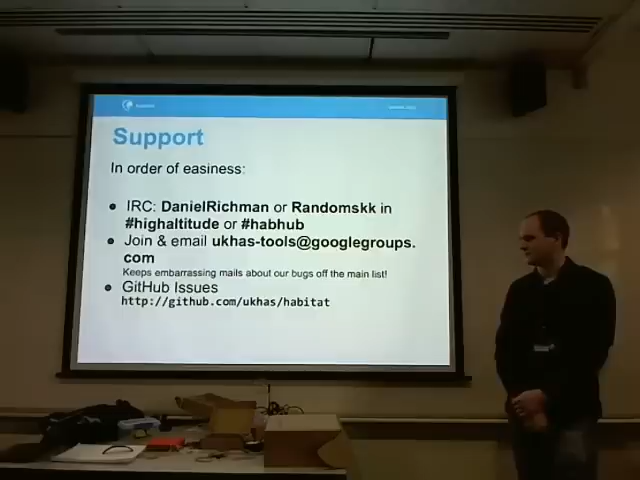 Support
In order of easiness:
● IRC: DanielRichman or Randomskk in
#highaltitude or #habhub
● Join & email ukhas-tools@googlegroups.
com
Keeps embarrassing mails about our bugs off the main list!
● GitHub Issues
http://github.com/ukhas/habitat